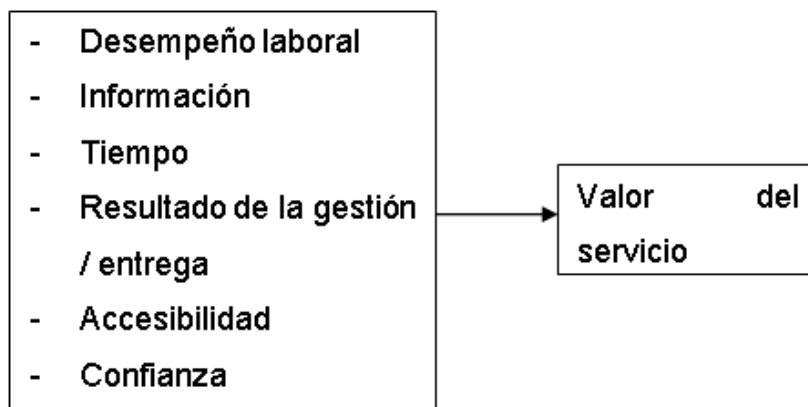 - Desempeño laboral
- Información
- Tiempo
- Resultado de la gestión
/ entrega
- Accesibilidad
- Confianza
Valor del
servicio